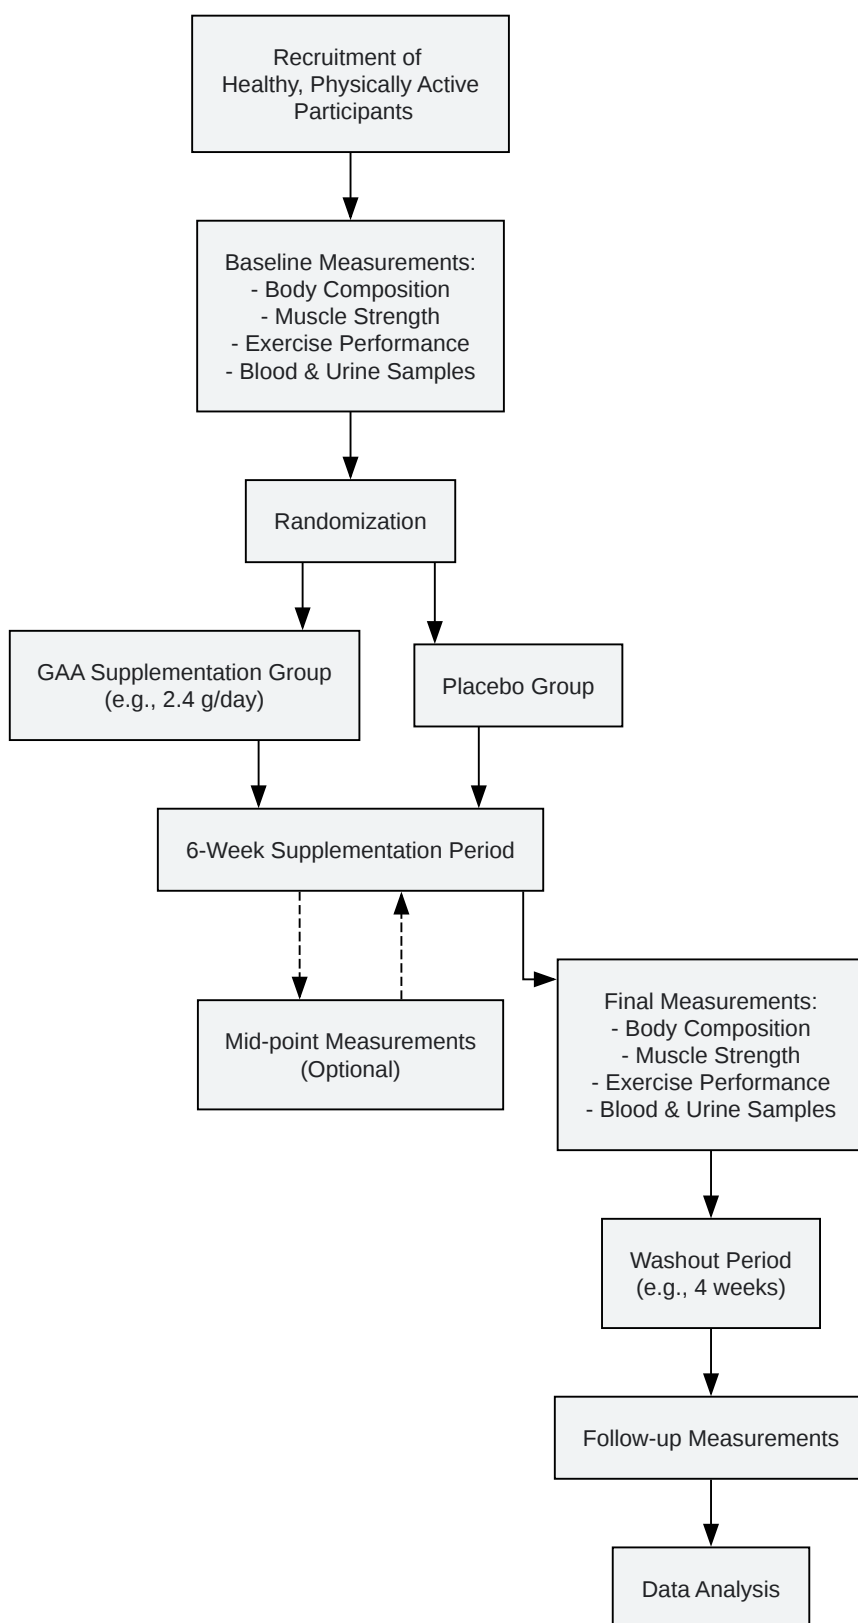 Recruitment of
Healthy, Physically Active
Participants
Baseline Measurements:
- Body Composition
- Muscle Strength
- Exercise Performance
- Blood & Urine Samples
Randomization
GAA Supplementation Group
(e.g., 2.4 g/day)
Placebo Group
6-Week Supplementation Period
Mid-point Measurements
(Optional)
Final Measurements:
- Body Composition
- Muscle Strength
- Exercise Performance
- Blood & Urine Samples
Washout Period
(e.g., 4 weeks)
Follow-up Measurements
Data Analysis